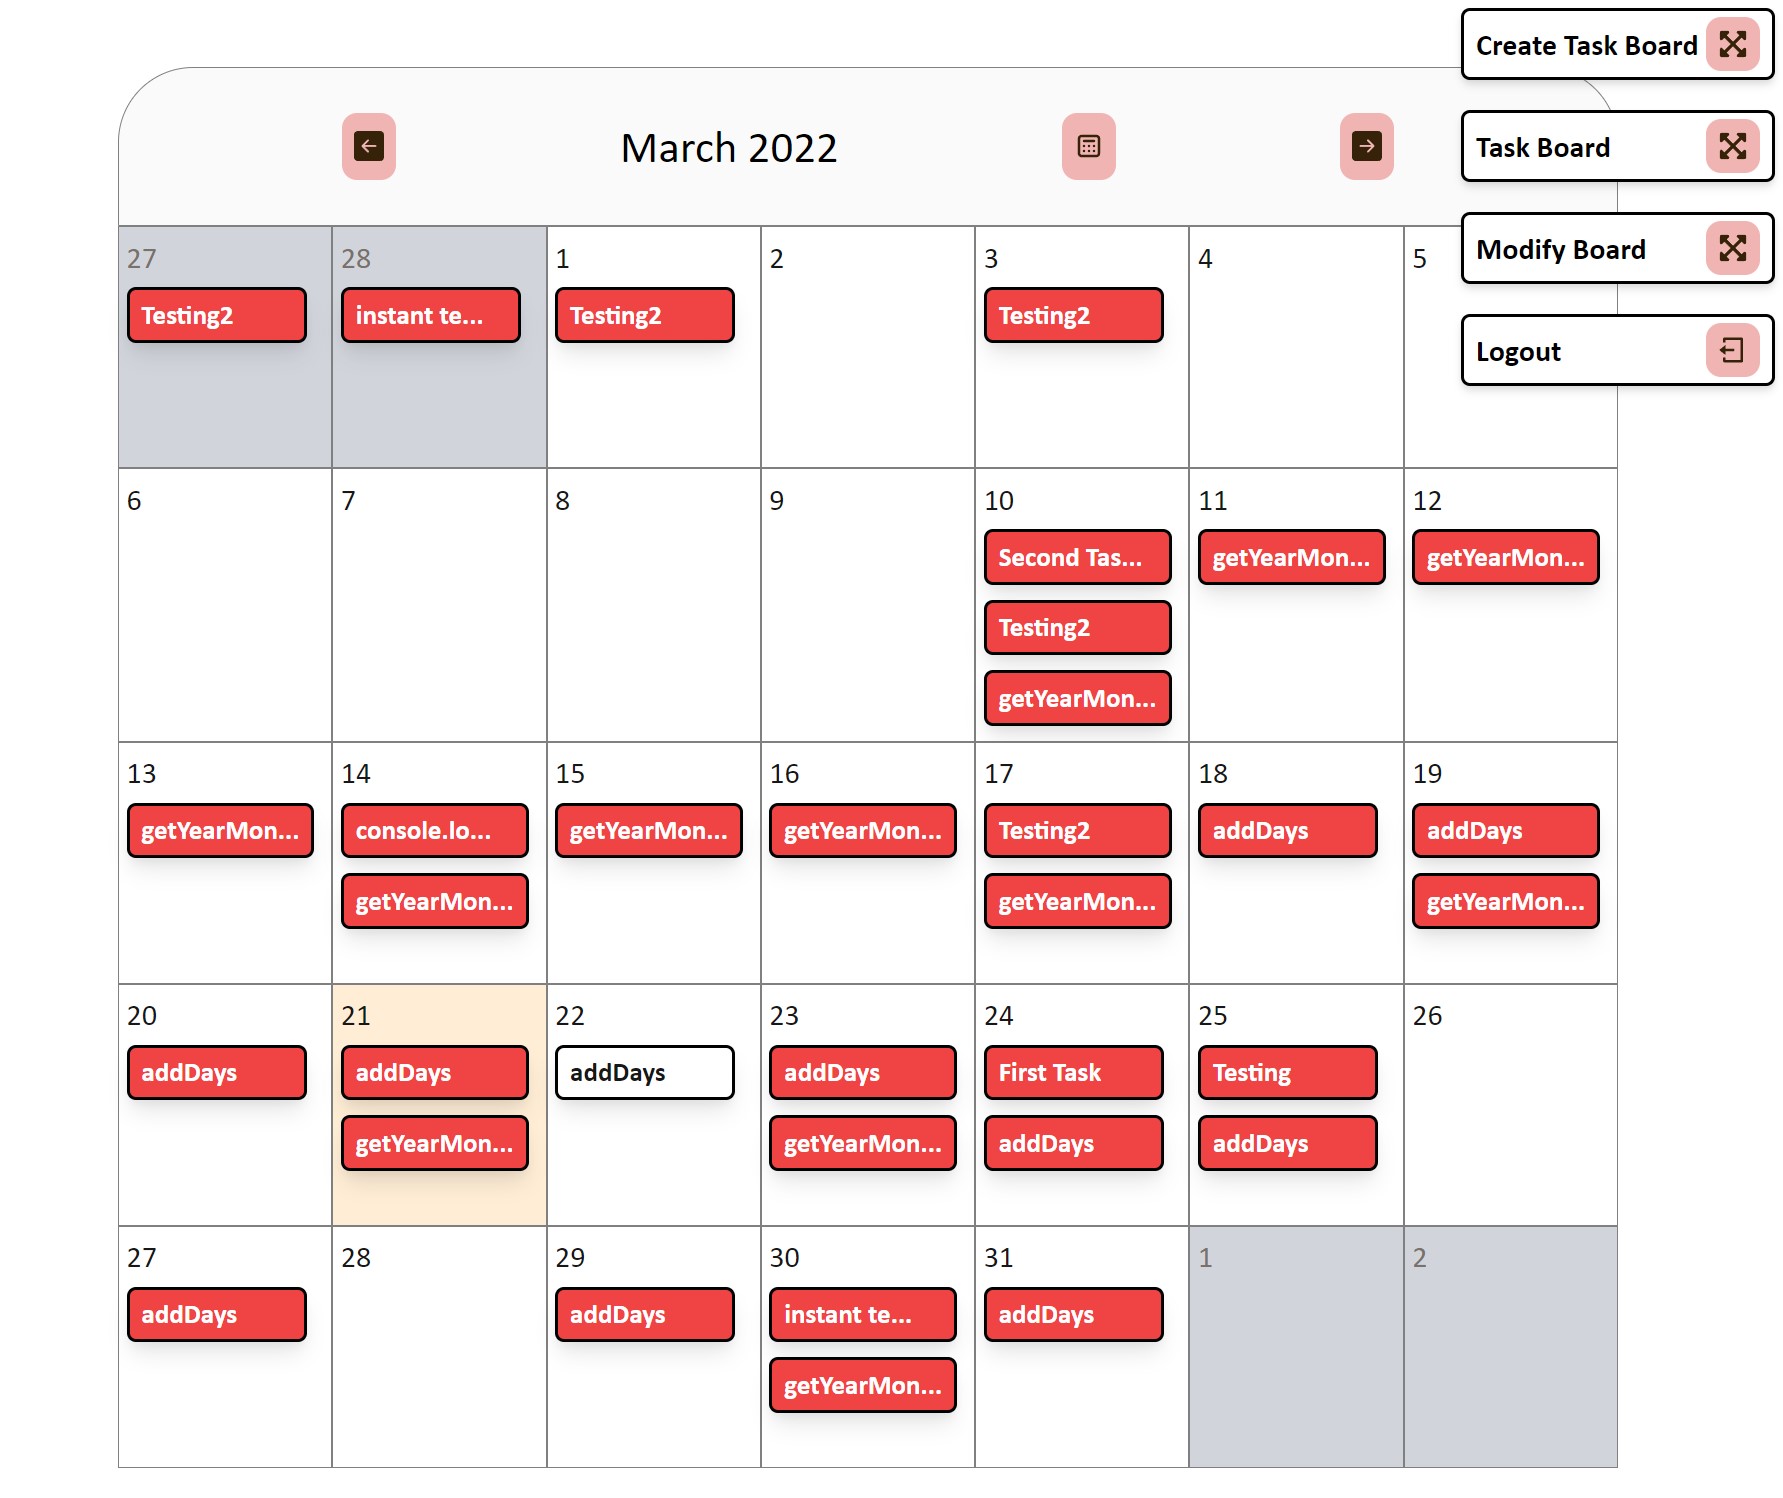 Create Task Board
March 2022
Task Board
Modify Board
Logout
27
Testing2
28
instant te...
1
Testing2
2
3
Testing2
4
5
6
7
8
9
10
Second Tas...
Testing2
getYearMon...
11
getYearMon...
12
getYearMon...
13
getYearMon...
14
console.lo...
getYearMon...
15
getYearMon...
16
getYearMon...
17
Testing2
getYearMon...
18
addDays
19
addDays
getYearMon...
20
addDays
21
addDays
getYearMon...
22
addDays
23
addDays
getYearMon...
24
First Task
addDays
25
Testing
addDays
26
27
addDays
28
29
addDays
30
instant te...
getYearMon...
31
addDays
1
2